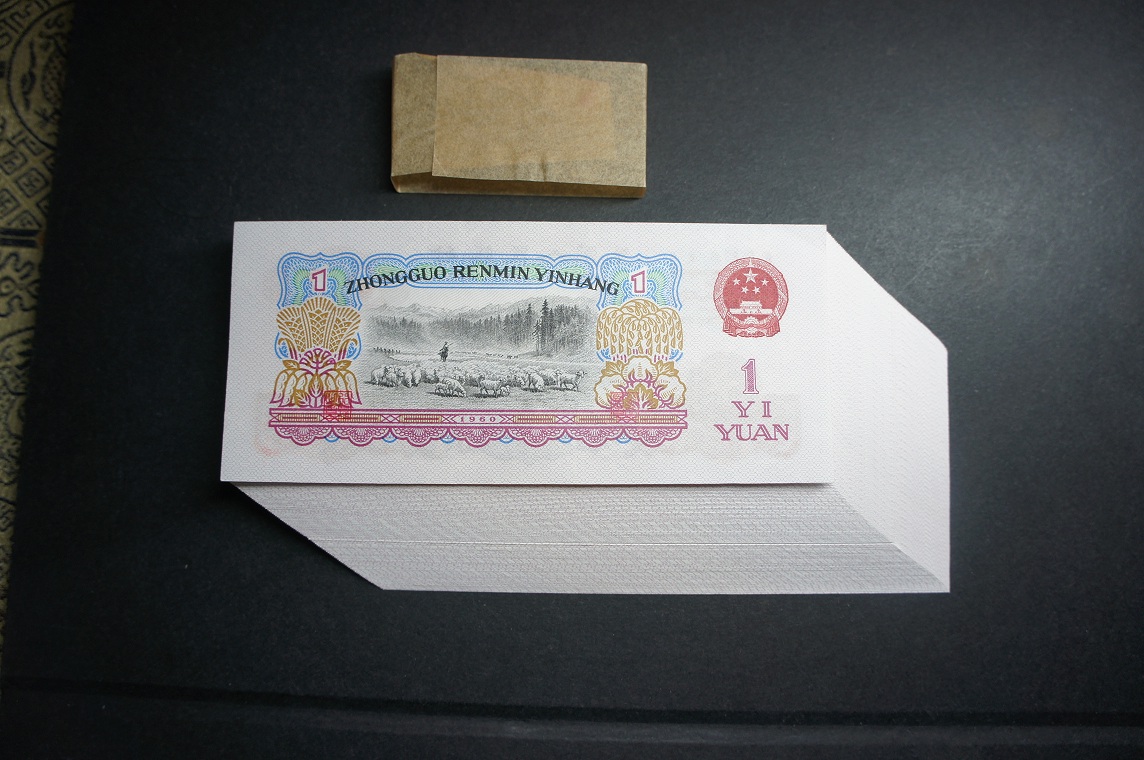 1 ZHONGGUO RENMIN YINHANG 1
1960
1
YI
YUAN